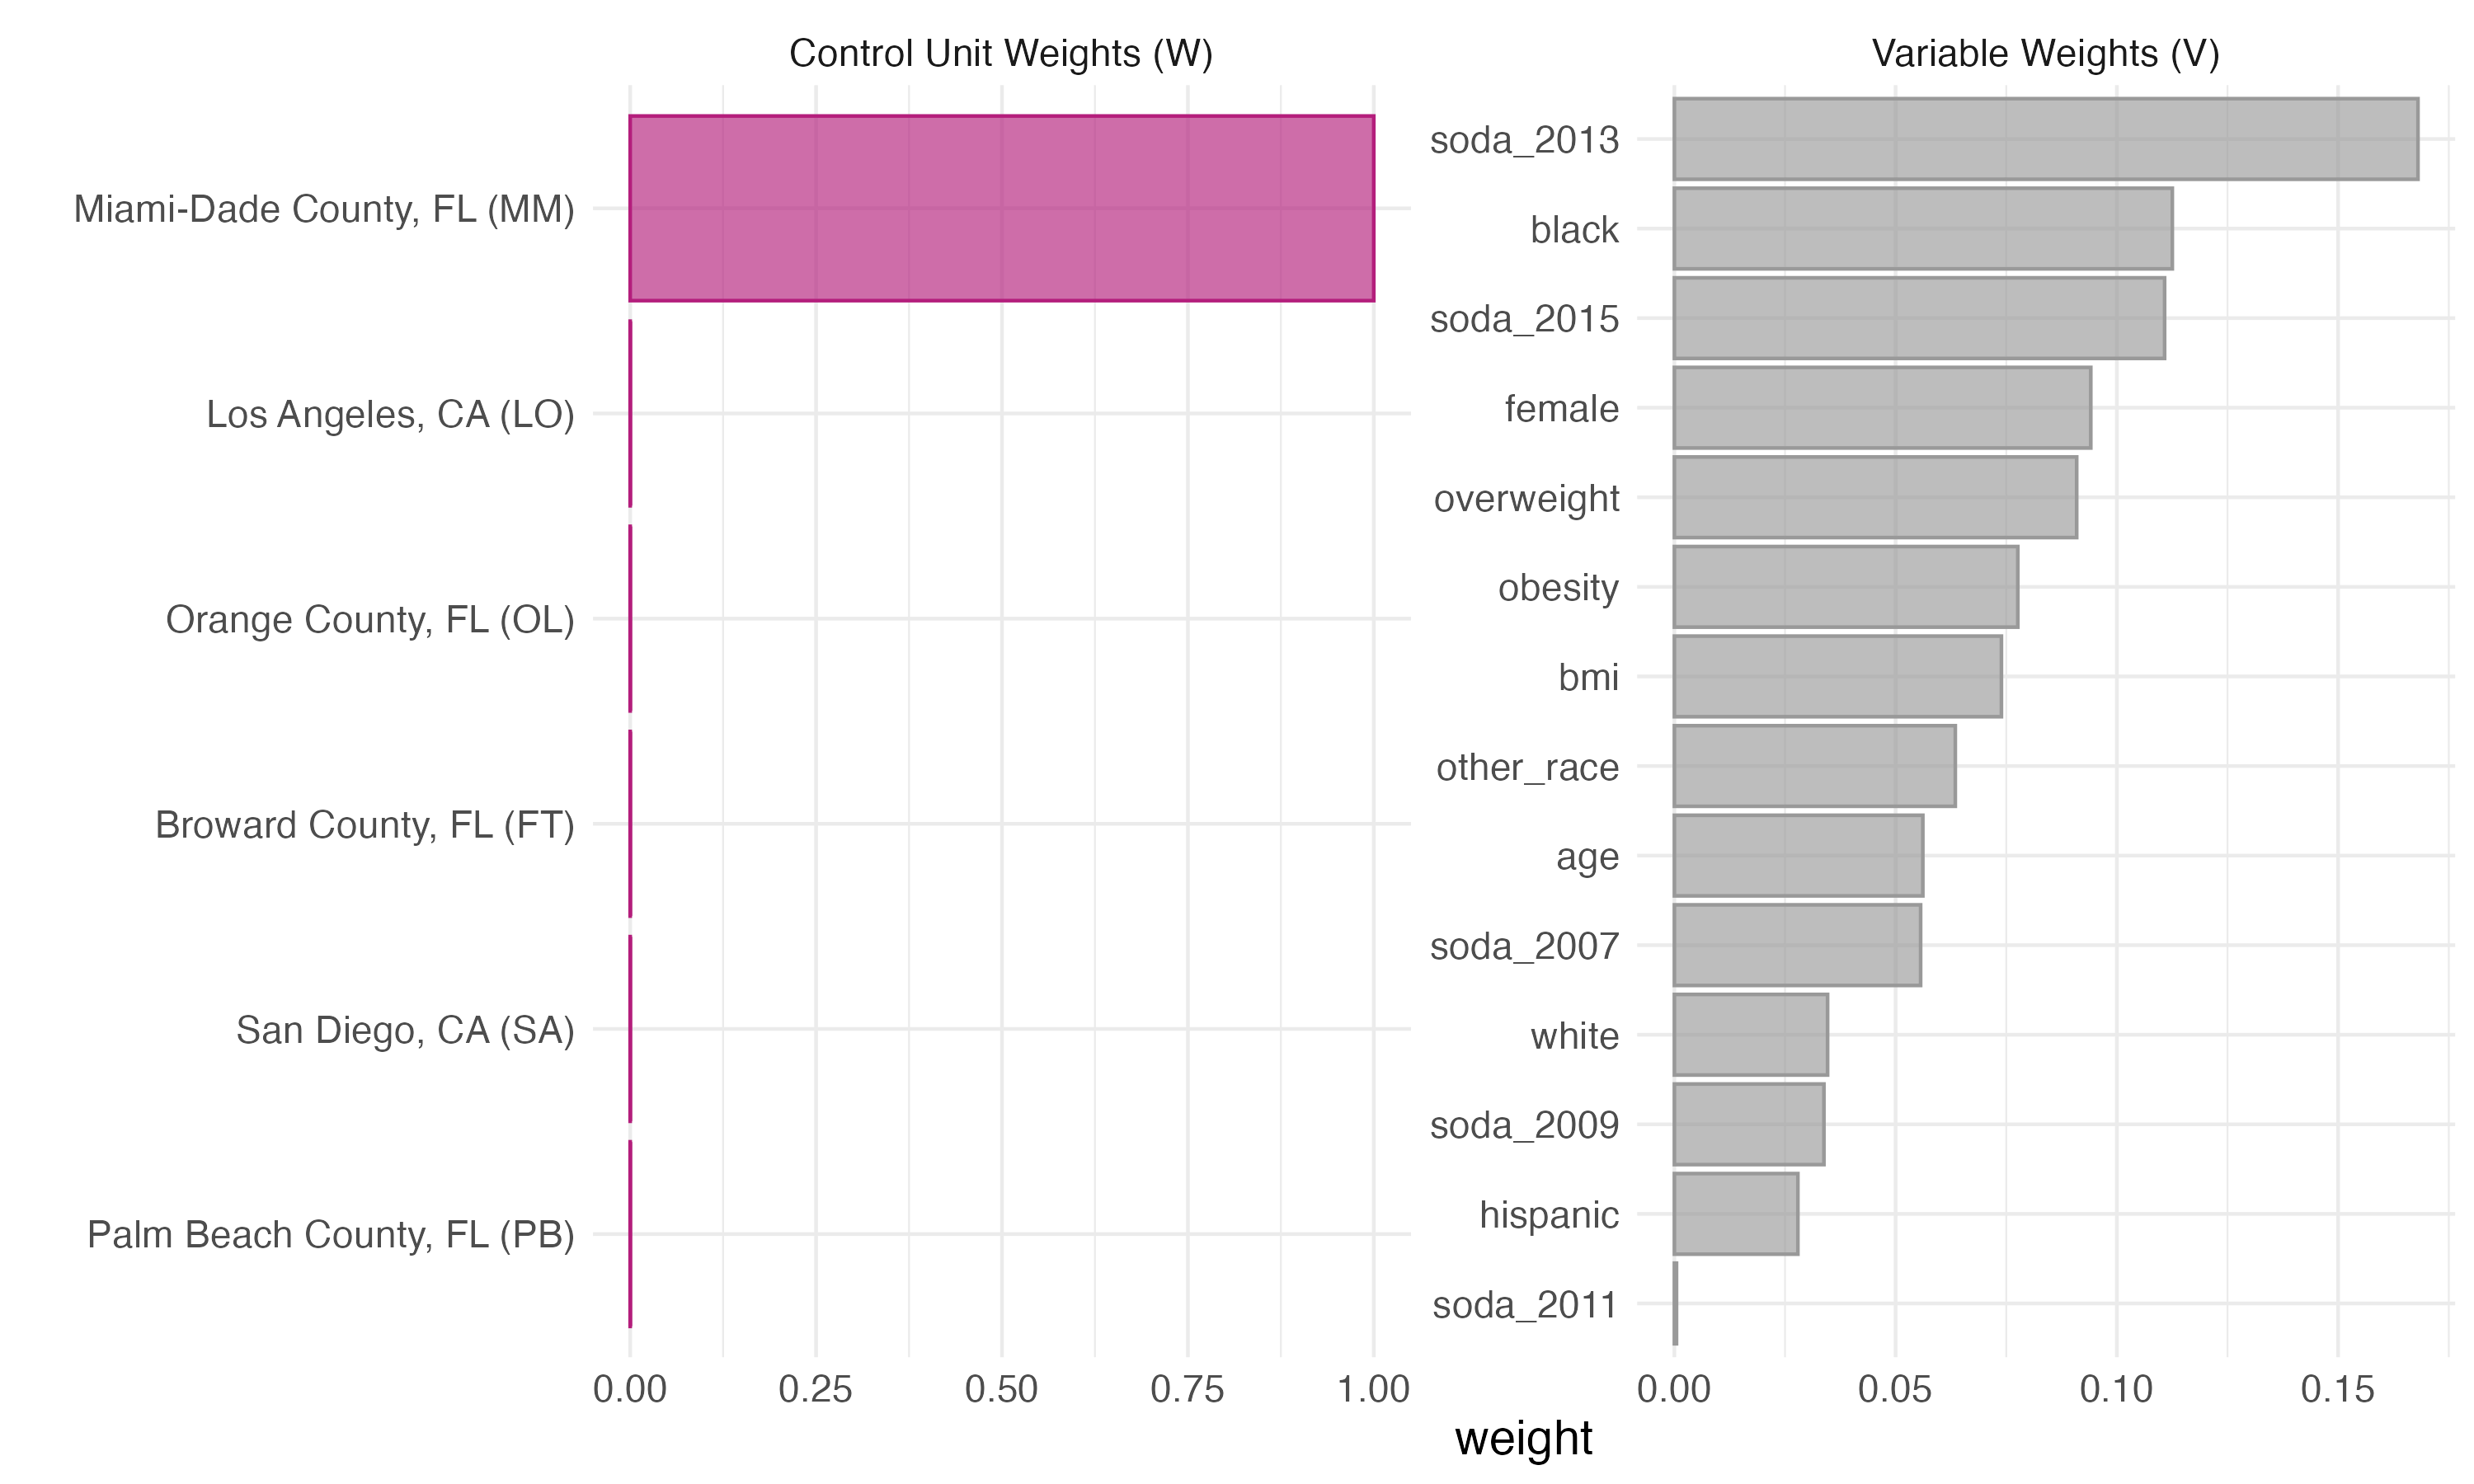 Control Unit Weights (W)
Miami-Dade County, FL (MM)
Los Angeles, CA (LO)
Orange County, FL (OL)
Broward County, FL (FT)
San Diego, CA (SA)
Palm Beach County, FL (PB)
0.00 0.25 0.50 0.75 1.00
Variable Weights (V)
soda_2013
black
soda_2015
female
overweight
obesity
bmi
other_race
age
soda_2007
white
soda_2009
hispanic
soda_2011
0.00 0.05 0.10 0.15
weight